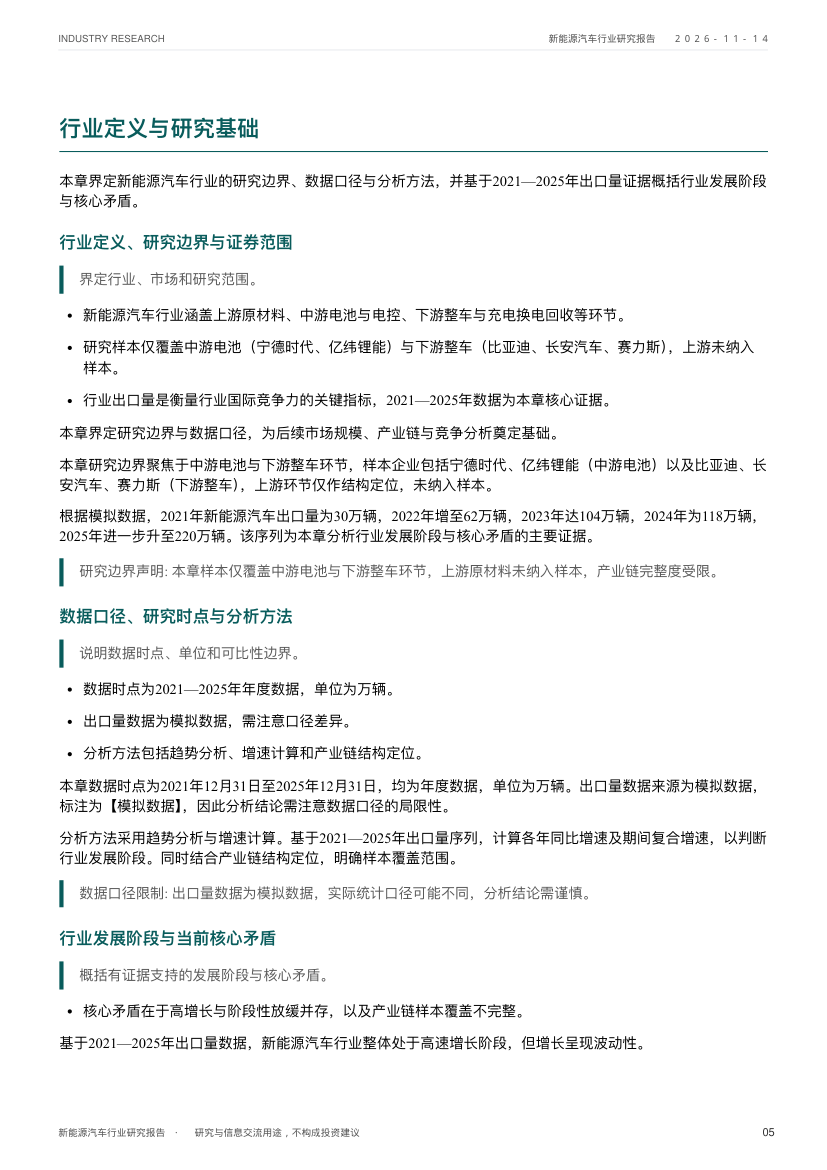 INDUSTRY RESEARCH
新能源汽车行业研究报告 2026-11-14
行业定义与研究基础
本章界定新能源汽车行业的研究边界、数据口径与分析方法，并基于2021—2025年出口量证据概括行业发展阶段
与核心矛盾。
行业定义、研究边界与证券范围
界定行业、市场和研究范围。
• 新能源汽车行业涵盖上游原材料、中游电池与电控、下游整车与充电换电回收等环节。
• 研究样本仅覆盖中游电池（宁德时代、亿纬锂能）与下游整车（比亚迪、长安汽车、赛力斯），上游未纳入
样本。
• 行业出口量是衡量行业国际竞争力的关键指标，2021—2025年数据为本章核心证据。
本章界定研究边界与数据口径，为后续市场规模、产业链与竞争分析奠定基础。
本章研究边界聚焦于中游电池与下游整车环节，样本企业包括宁德时代、亿纬锂能（中游电池）以及比亚迪、长
安汽车、赛力斯（下游整车），上游环节仅作结构定位，未纳入样本。
根据模拟数据，2021年新能源汽车出口量为30万辆，2022年增至62万辆，2023年达104万辆，2024年为118万辆，
2025年进一步升至220万辆。该序列为本章分析行业发展阶段与核心矛盾的主要证据。
研究边界声明: 本章样本仅覆盖中游电池与下游整车环节，上游原材料未纳入样本，产业链完整度受限。
数据口径、研究时点与分析方法
说明数据时点、单位和可比性边界。
• 数据时点为2021—2025年年度数据，单位为万辆。
• 出口量数据为模拟数据，需注意口径差异。
• 分析方法包括趋势分析、增速计算和产业链结构定位。
本章数据时点为2021年12月31日至2025年12月31日，均为年度数据，单位为万辆。出口量数据来源为模拟数据，
标注为【模拟数据】，因此分析结论需注意数据口径的局限性。
分析方法采用趋势分析与增速计算。基于2021—2025年出口量序列，计算各年同比增速及期间复合增速，以判断
行业发展阶段。同时结合产业链结构定位，明确样本覆盖范围。
数据口径限制: 出口量数据为模拟数据，实际统计口径可能不同，分析结论需谨慎。
行业发展阶段与当前核心矛盾
概括有证据支持的发展阶段与核心矛盾。
• 核心矛盾在于高增长与阶段性放缓并存，以及产业链样本覆盖不完整。
基于2021—2025年出口量数据，新能源汽车行业整体处于高速增长阶段，但增长呈现波动性。
新能源汽车行业研究报告 · 研究与信息交流用途，不构成投资建议
05